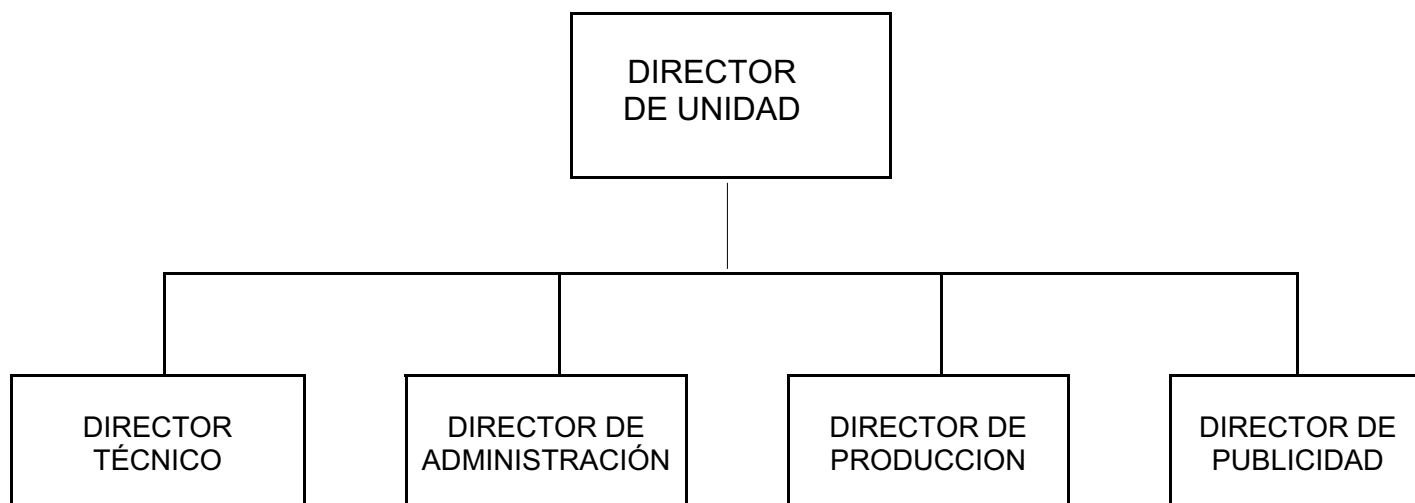 DIRECTOR
DE UNIDAD
DIRECTOR
TÉCNICO
DIRECTOR DE
ADMINISTRACIÓN
DIRECTOR DE
PRODUCCION
DIRECTOR DE
PUBLICIDAD